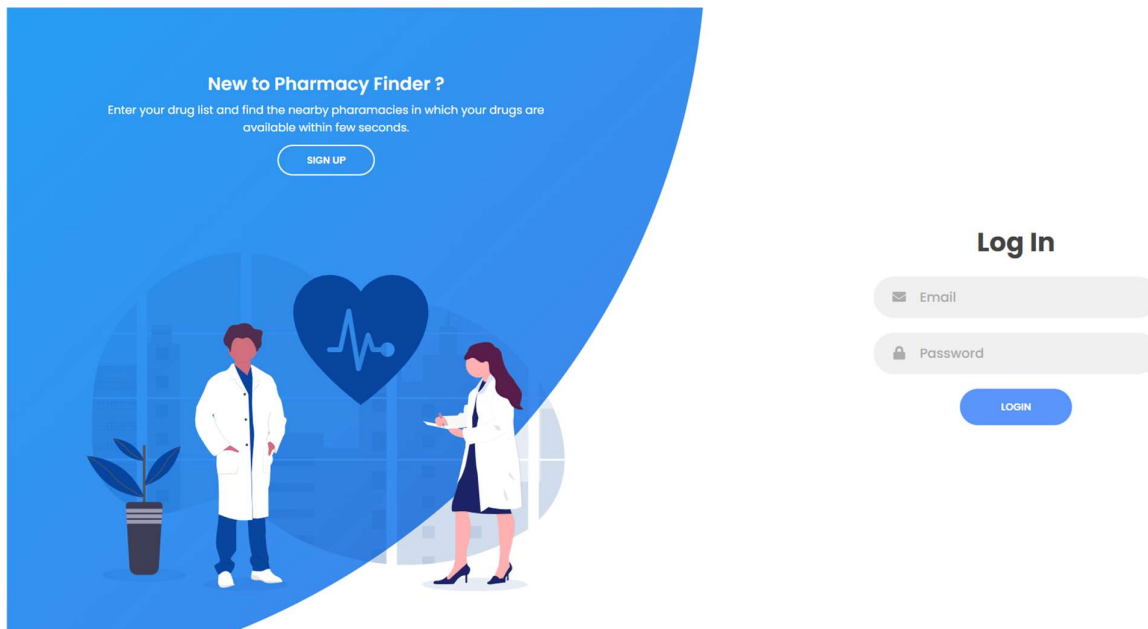 New to Pharmacy Finder ?
Enter your drug list and find the nearby pharamacies in which your drugs are
available within few seconds.
SIGN UP
Log In
Email
Password
LOGIN